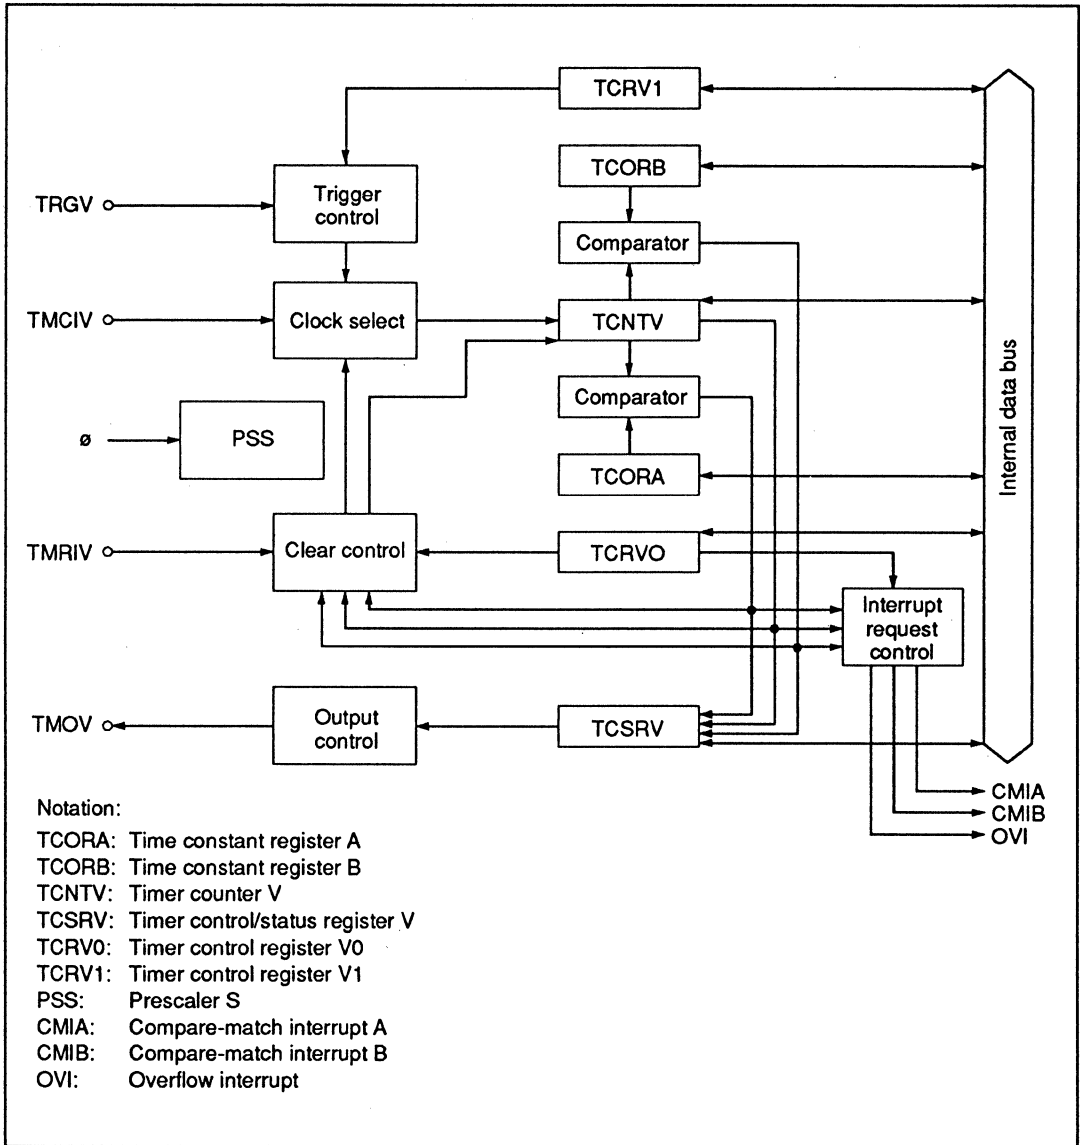 TCRV1
TCORB
TRGV
Trigger
control
Comparator
TMCIV
Clock select
TCNTV
Comparator
Internal data bus
ø
PSS
TCORA
TMRIV
Clear control
TCRVO
Interrupt
request
control
TMOV
Output
control
TCSRV
CMIA
CMIB
OVI
Notation:
TCORA: Time constant register A
TCORB: Time constant register B
TCNTV: Timer counter V
TCSRV: Timer control/status register V
TCRV0: Timer control register V0
TCRV1: Timer control register V1
PSS: Prescaler S
CMIA: Compare-match interrupt A
CMIB: Compare-match interrupt B
OVI: Overflow interrupt